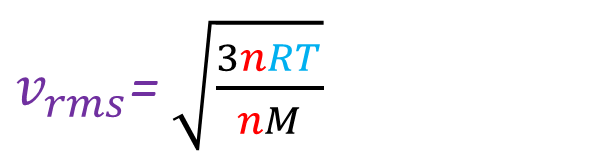 v_rms = √(3nRT / nM)